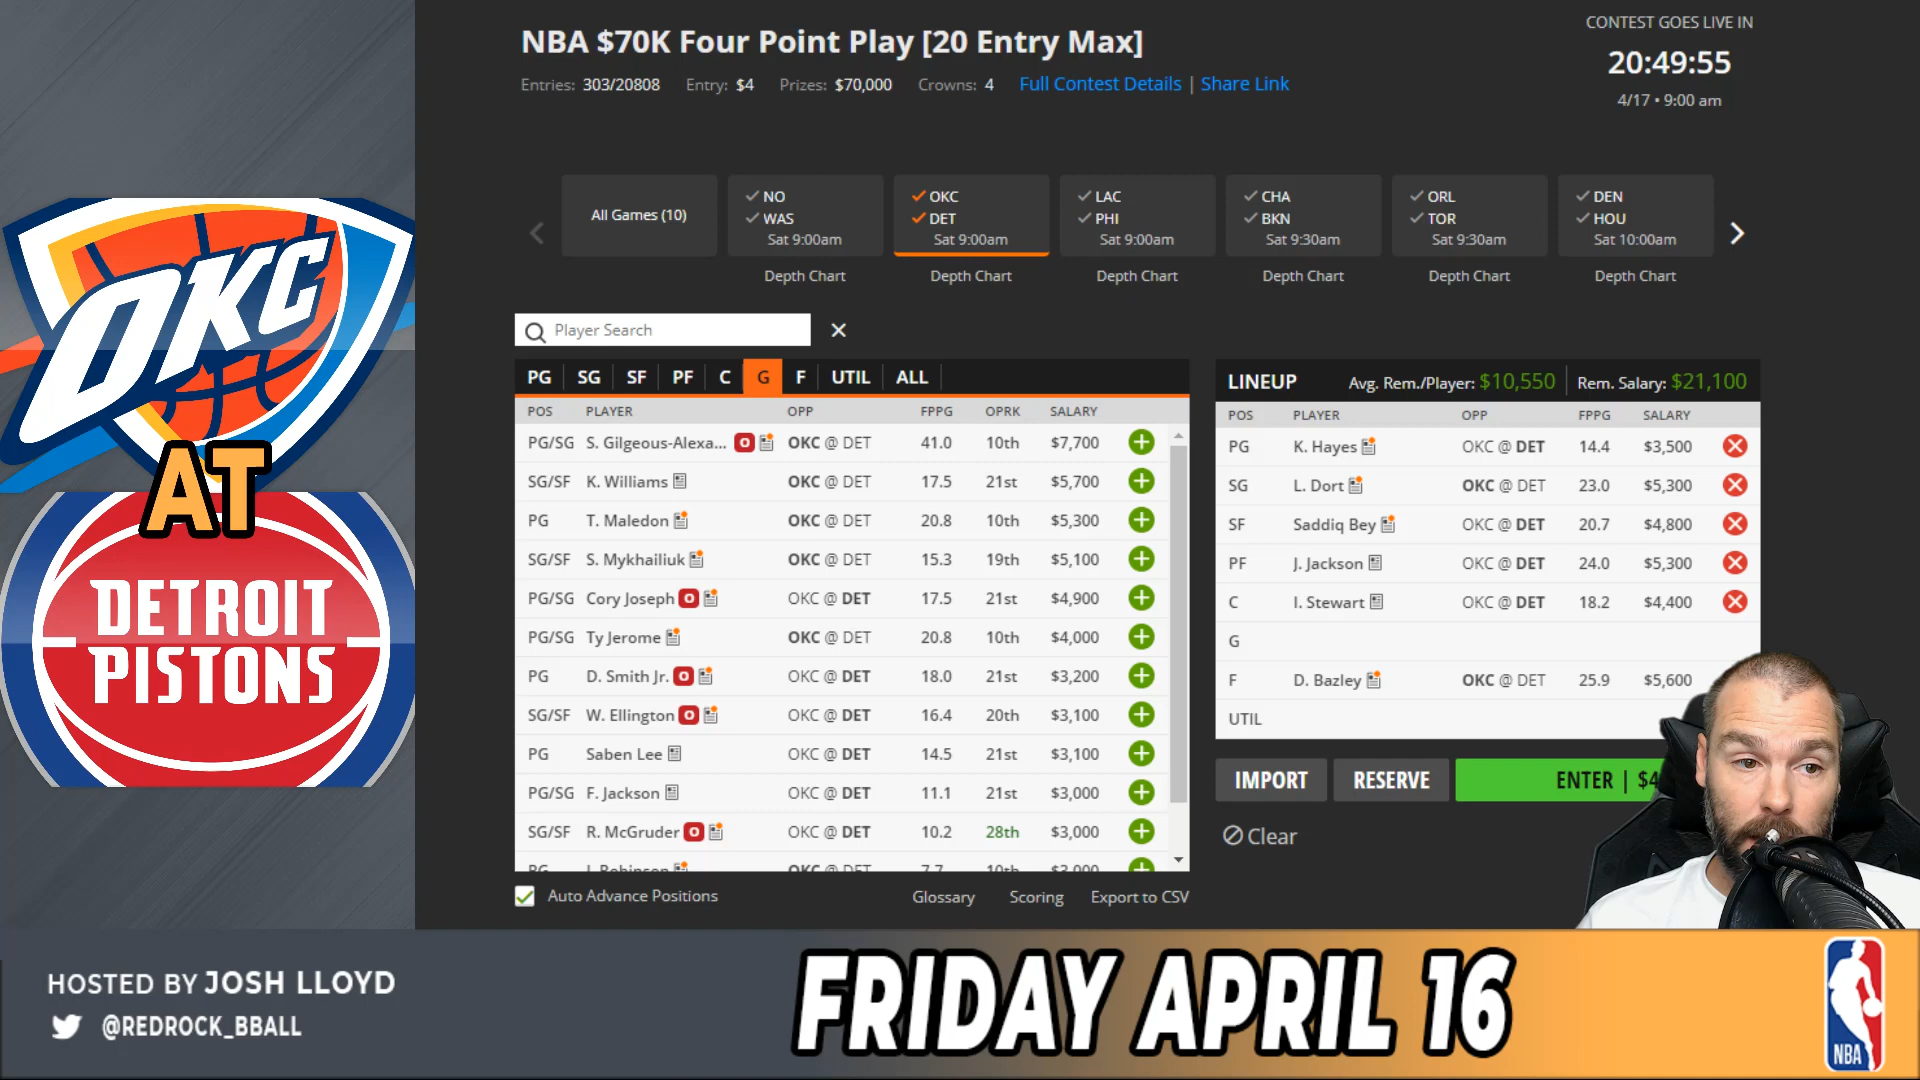 NBA $70K Four Point Play [20 Entry Max]
Entries: 303/20808 Entry: $4 Prizes: $70,000 Crowns: 4 Full Contest Details | Share Link
CONTEST GOES LIVE IN
20:49:55
4/17 • 9:00 am
All Games (10)
NO
WAS
Sat 9:00am
Depth Chart
OKC
DET
Sat 9:00am
Depth Chart
LAC
PHI
Sat 9:00am
Depth Chart
CHA
BKN
Sat 9:30am
Depth Chart
ORL
TOR
Sat 9:30am
Depth Chart
DEN
HOU
Sat 10:00am
Depth Chart
Player Search
PG SG SF PF C G F UTIL ALL
POS PLAYER OPP FPPG OPRK SALARY
PG/SG S. Gilgeous-Alexa... O OKC @ DET 41.0 10th $7,700
SG/SF K. Williams OKC @ DET 17.5 21st $5,700
PG T. Maledon OKC @ DET 20.8 10th $5,300
SG/SF S. Mykhailiuk OKC @ DET 15.3 19th $5,100
PG/SG Cory Joseph O OKC @ DET 17.5 21st $4,900
PG/SG Ty Jerome OKC @ DET 20.8 10th $4,000
PG D. Smith Jr. O OKC @ DET 18.0 21st $3,200
SG/SF W. Ellington O OKC @ DET 16.4 20th $3,100
PG Saben Lee OKC @ DET 14.5 21st $3,100
PG/SG F. Jackson OKC @ DET 11.1 21st $3,000
SG/SF R. McGruder O OKC @ DET 10.2 28th $3,000
Auto Advance Positions
Glossary Scoring Export to CSV
LINEUP Avg. Rem./Player: $10,550 Rem. Salary: $21,100
POS PLAYER OPP FPPG SALARY
PG K. Hayes OKC @ DET 14.4 $3,500
SG L. Dort OKC @ DET 23.0 $5,300
SF Saddiq Bey OKC @ DET 20.7 $4,800
PF J. Jackson OKC @ DET 24.0 $5,300
C I. Stewart OKC @ DET 18.2 $4,400
G
F D. Bazley OKC @ DET 25.9 $5,600
UTIL
IMPORT RESERVE ENTER | $4
Clear
OKC
AT
DETROIT
PISTONS
HOSTED BY JOSH LLOYD
@REDROCK_BBALL
FRIDAY APRIL 16
NBA